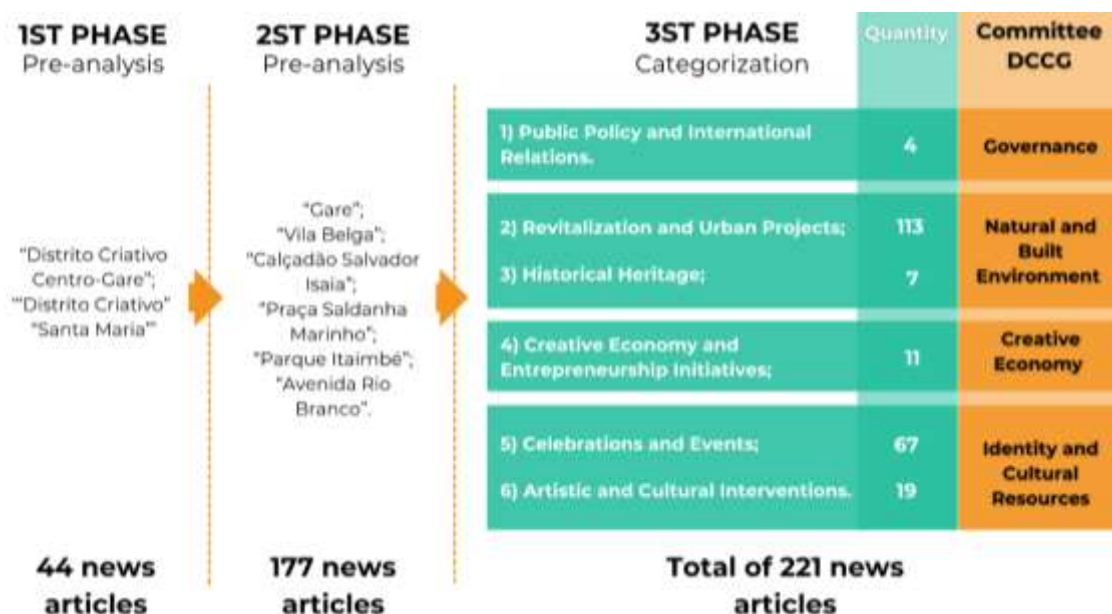 1ST PHASE
Pre-analysis
"Distrito Criativo
Centro-Gare";
"'Distrito Criativo"
"Santa Maria'"
44 news
articles
2ST PHASE
Pre-analysis
"Gare";
"Vila Belga";
"Calçadão Salvador
Isaia";
"Praça Saldanha
Marinho";
"Parque Itaimbé";
"Avenida Rio
Branco".
177 news
articles
3ST PHASE
Categorization
Quantity
Committee
DCCG
1) Public Policy and International
Relations.
4
Governance
2) Revitalization and Urban Projects;
113
3) Historical Heritage;
7
Natural and
Built
Environment
4) Creative Economy and
Entrepreneurship Initiatives;
11
Creative
Economy
5) Celebrations and Events;
67
6) Artistic and Cultural Interventions.
19
Identity and
Cultural
Resources
Total of 221 news
articles